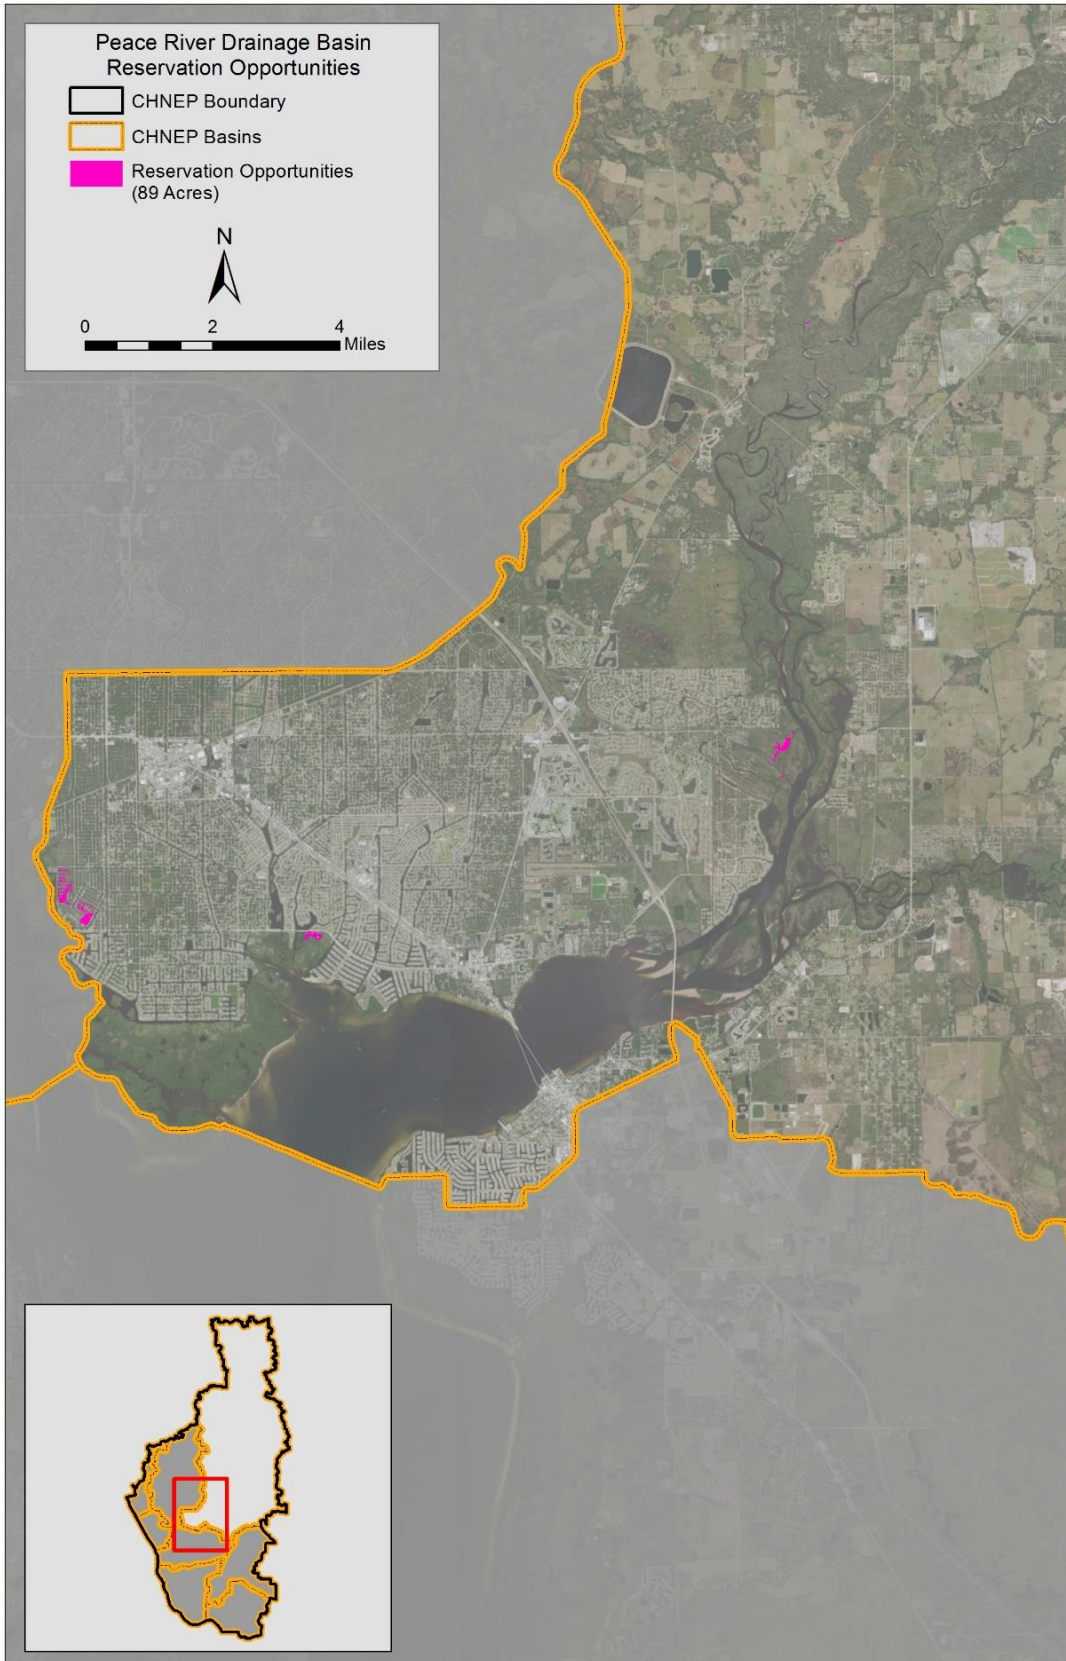 Peace River Drainage Basin
Reservation Opportunities
CHNEP Boundary
CHNEP Basins
Reservation Opportunities
(89 Acres)
N
0 2 4
Miles